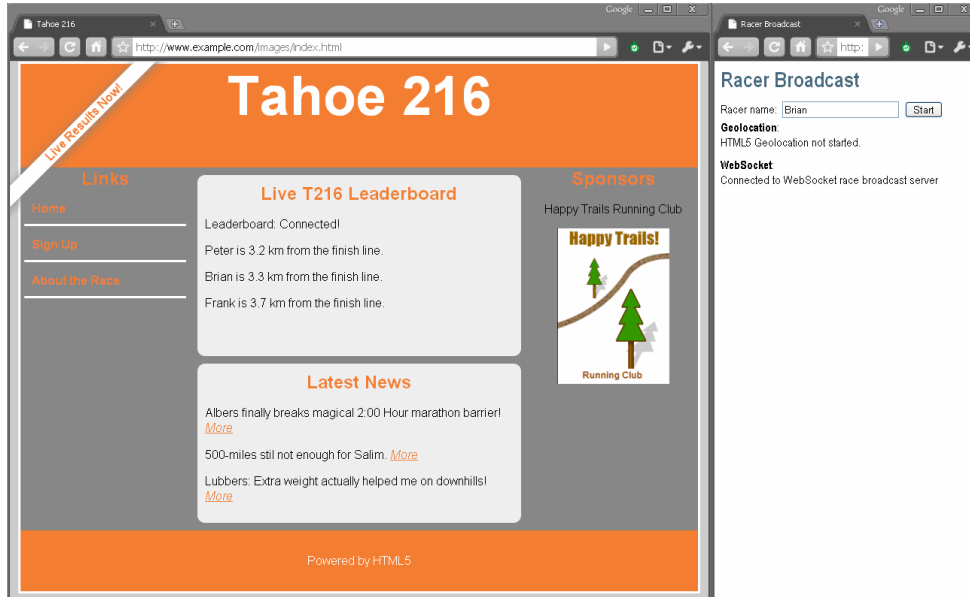 Google
Tahoe 216
http://www.example.com/images/index.html
Live Results Now!
Tahoe 216
Links
Home
Sign Up
About the Race
Live T216 Leaderboard
Leaderboard: Connected!
Peter is 3.2 km from the finish line.
Brian is 3.3 km from the finish line.
Frank is 3.7 km from the finish line.
Latest News
Albers finally breaks magical 2:00 Hour marathon barrier!
More
500-miles stil not enough for Salim. More
Lubbers: Extra weight actually helped me on downhills!
More
Sponsors
Happy Trails Running Club
Happy Trails!
Running Club
Powered by HTML5
Google
Racer Broadcast
http:
Racer Broadcast
Racer name: Brian Start
Geolocation:
HTML5 Geolocation not started.
WebSocket:
Connected to WebSocket race broadcast server